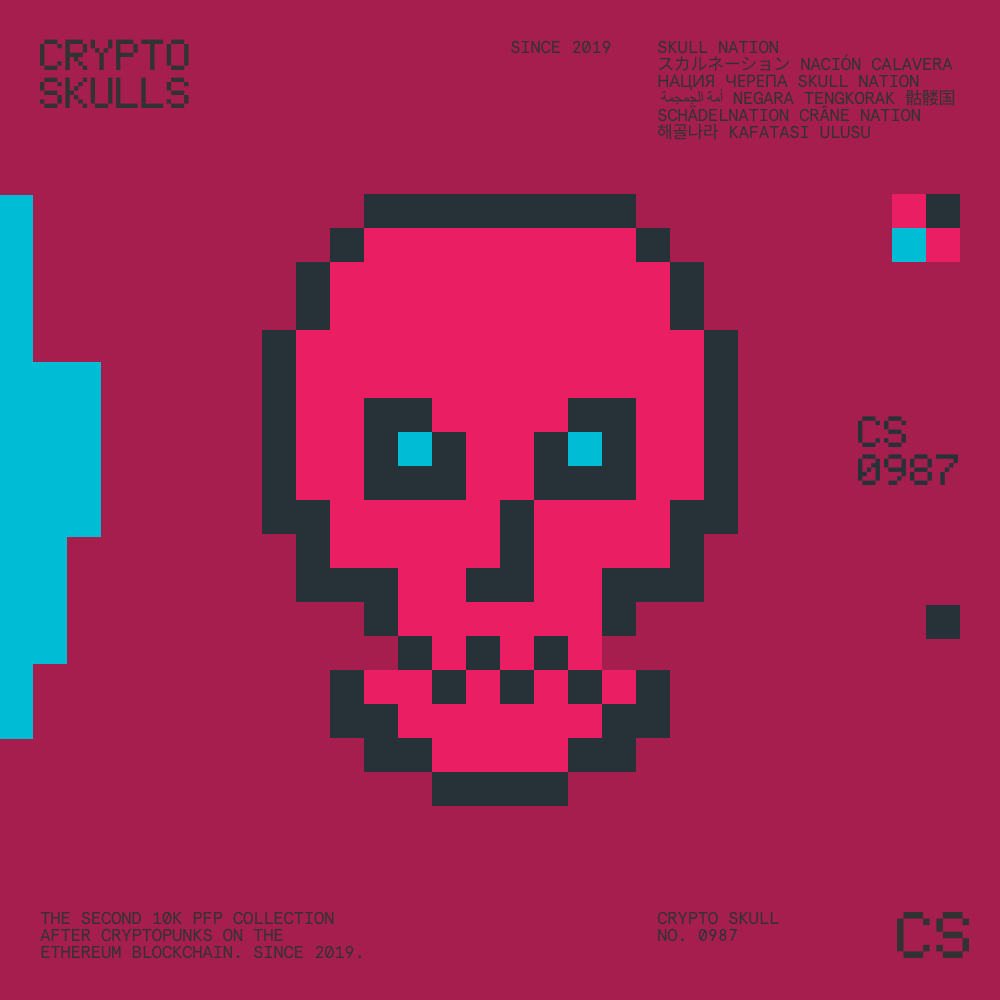 CRYPTO
SKULLS
SINCE 2019
SKULL NATION
スカルネーション NACIÓN CALAVERA
НАЦИЯ ЧЕРЕПА SKULL NATION
أمة الجمجمة NEGARA TENGKORAK 骷髅国
SCHÄDELNATION CRÂNE NATION
해골나라 KAFATASI ULUSU
CS
0987
THE SECOND 10K PFP COLLECTION
AFTER CRYPTOPUNKS ON THE
ETHEREUM BLOCKCHAIN. SINCE 2019.
CRYPTO SKULL
NO. 0987
CS